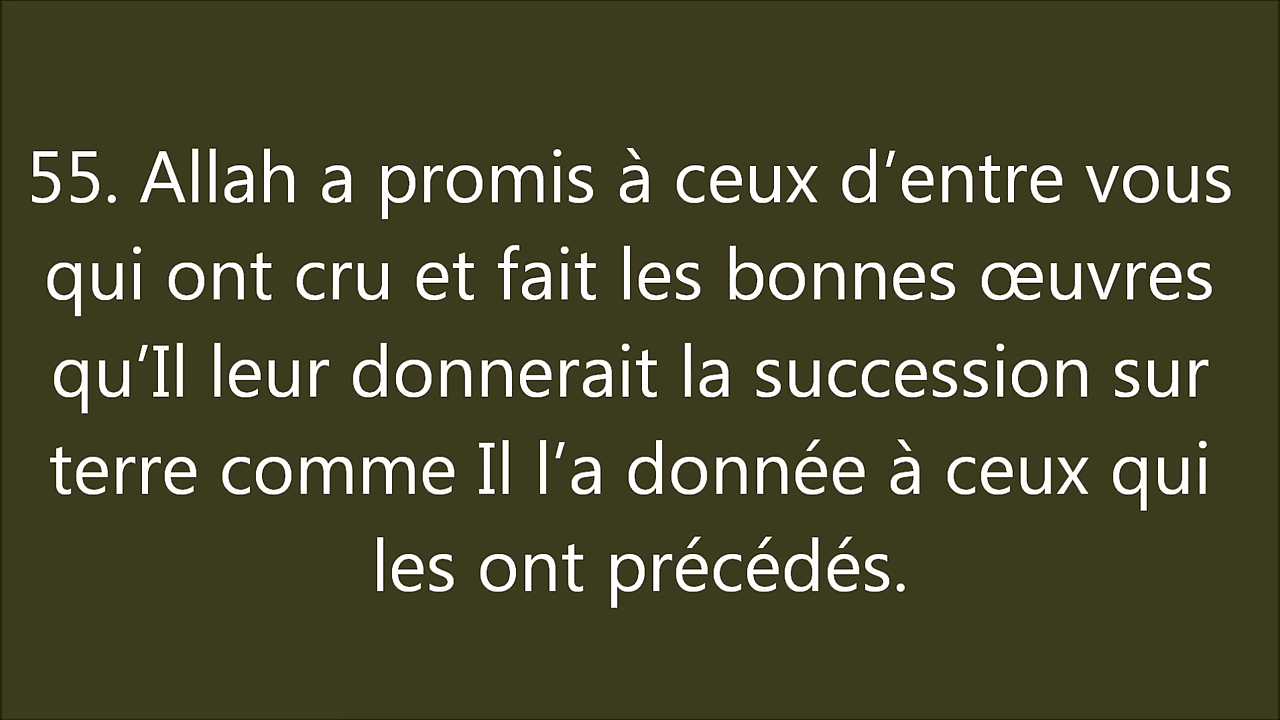 55. Allah a promis à ceux d’entre vous
qui ont cru et fait les bonnes œuvres
qu’Il leur donnerait la succession sur
terre comme Il l’a donnée à ceux qui
les ont précédés.